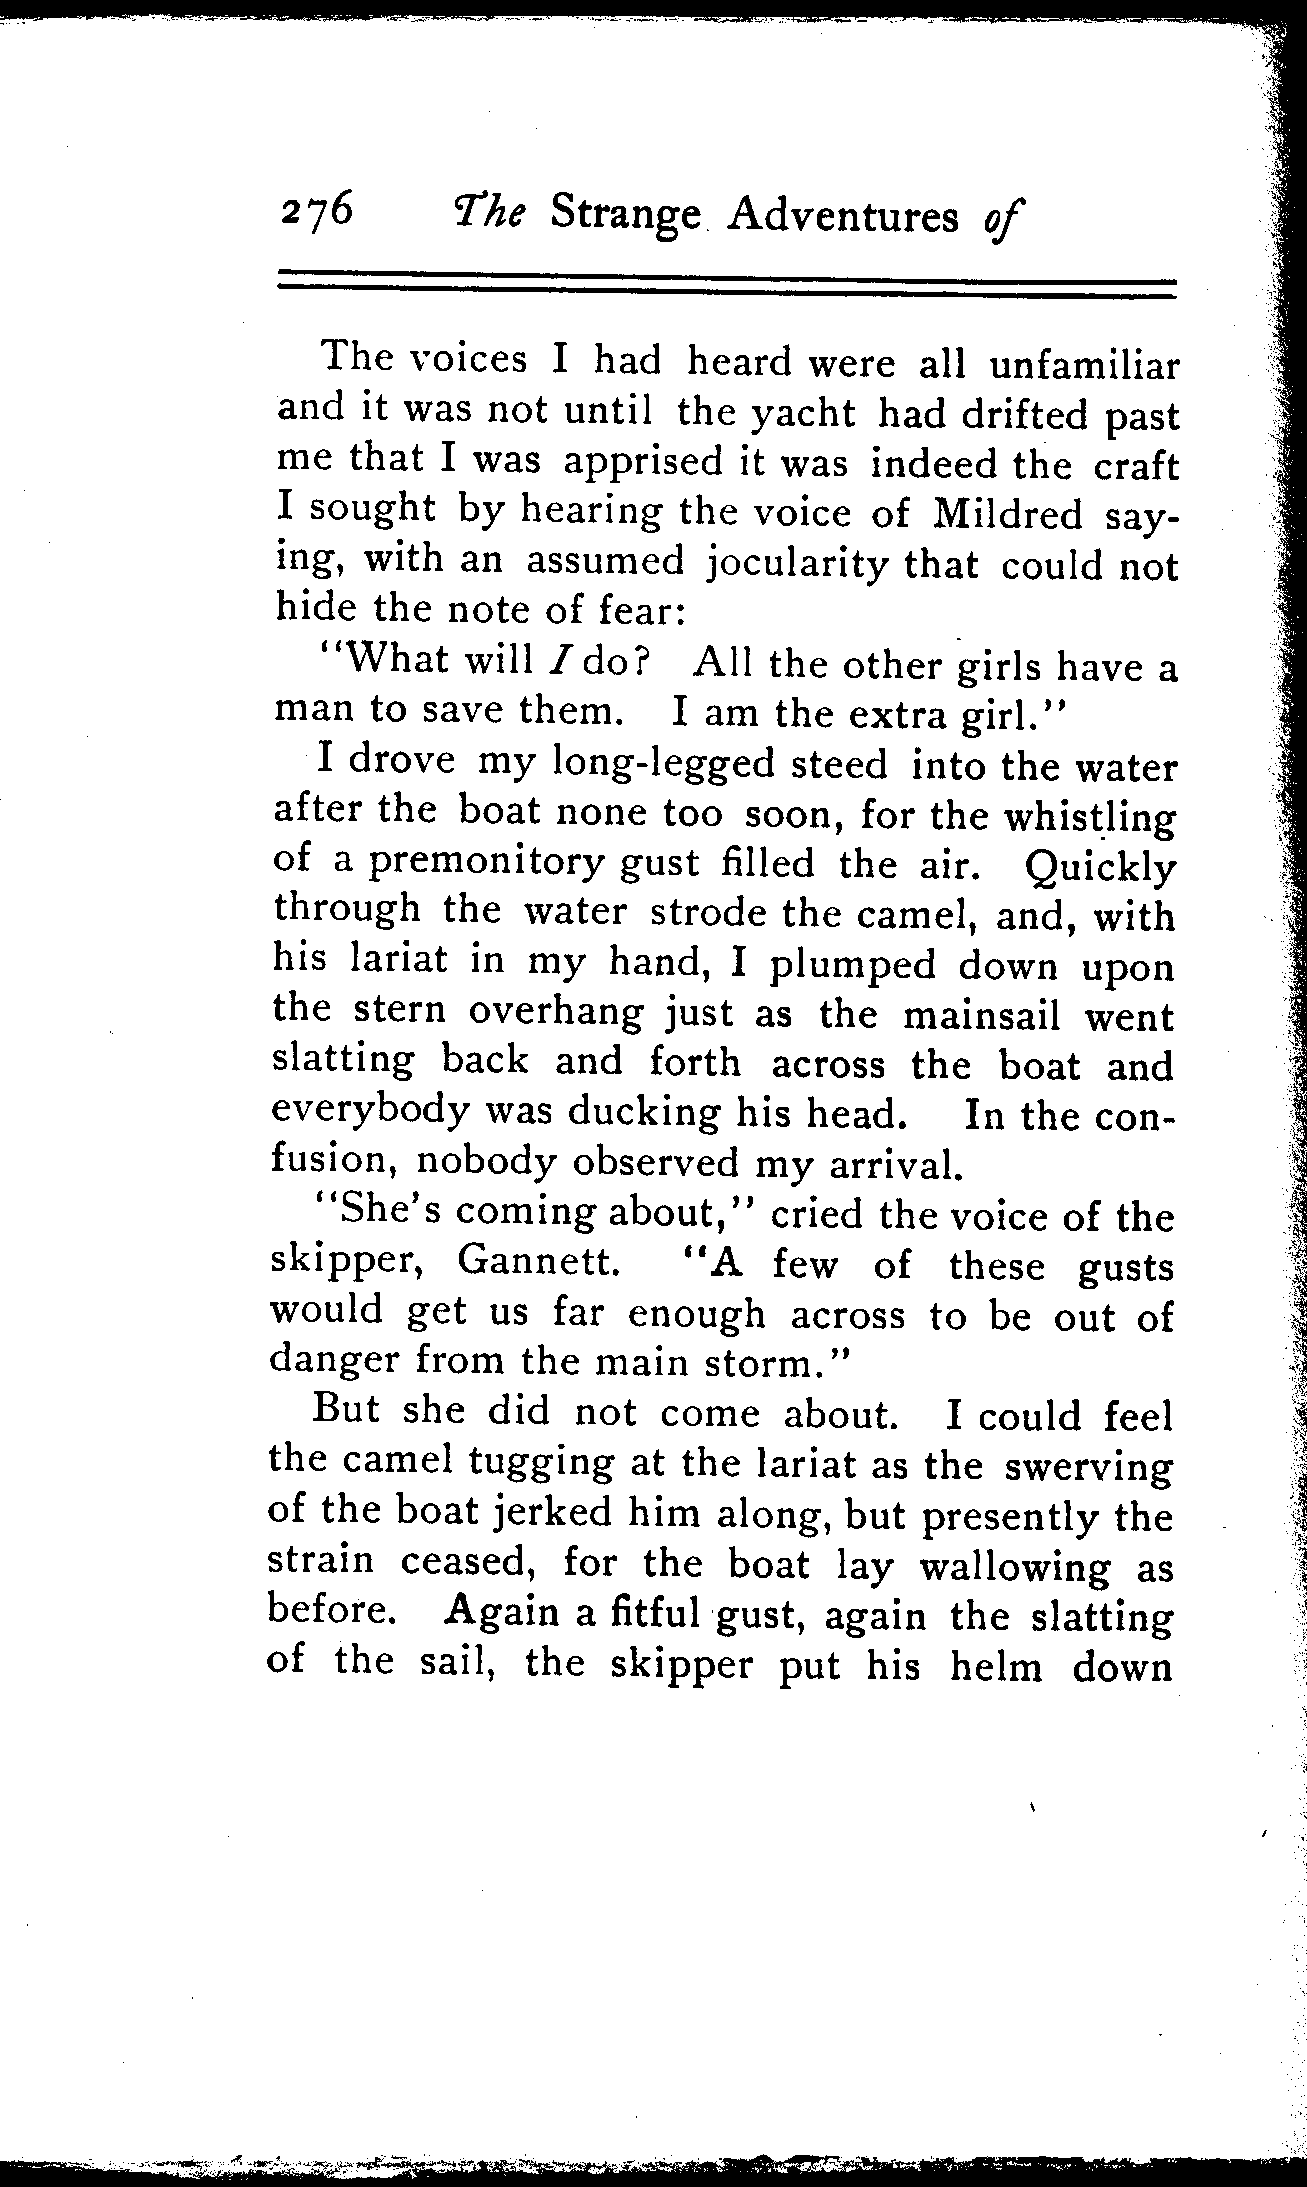 276 The Strange Adventures of
The voices I had heard were all unfamiliar
and it was not until the yacht had drifted past
me that I was apprised it was indeed the craft
I sought by hearing the voice of Mildred say-
ing, with an assumed jocularity that could not
hide the note of fear:
"What will I do? All the other girls have a
man to save them. I am the extra girl."
I drove my long-legged steed into the water
after the boat none too soon, for the whistling
of a premonitory gust filled the air. Quickly
through the water strode the camel, and, with
his lariat in my hand, I plumped down upon
the stern overhang just as the mainsail went
slatting back and forth across the boat and
everybody was ducking his head. In the con-
fusion, nobody observed my arrival.
"She's coming about," cried the voice of the
skipper, Gannett. "A few of these gusts
would get us far enough across to be out of
danger from the main storm."
But she did not come about. I could feel
the camel tugging at the lariat as the swerving
of the boat jerked him along, but presently the
strain ceased, for the boat lay wallowing as
before. Again a fitful gust, again the slatting
of the sail, the skipper put his helm down